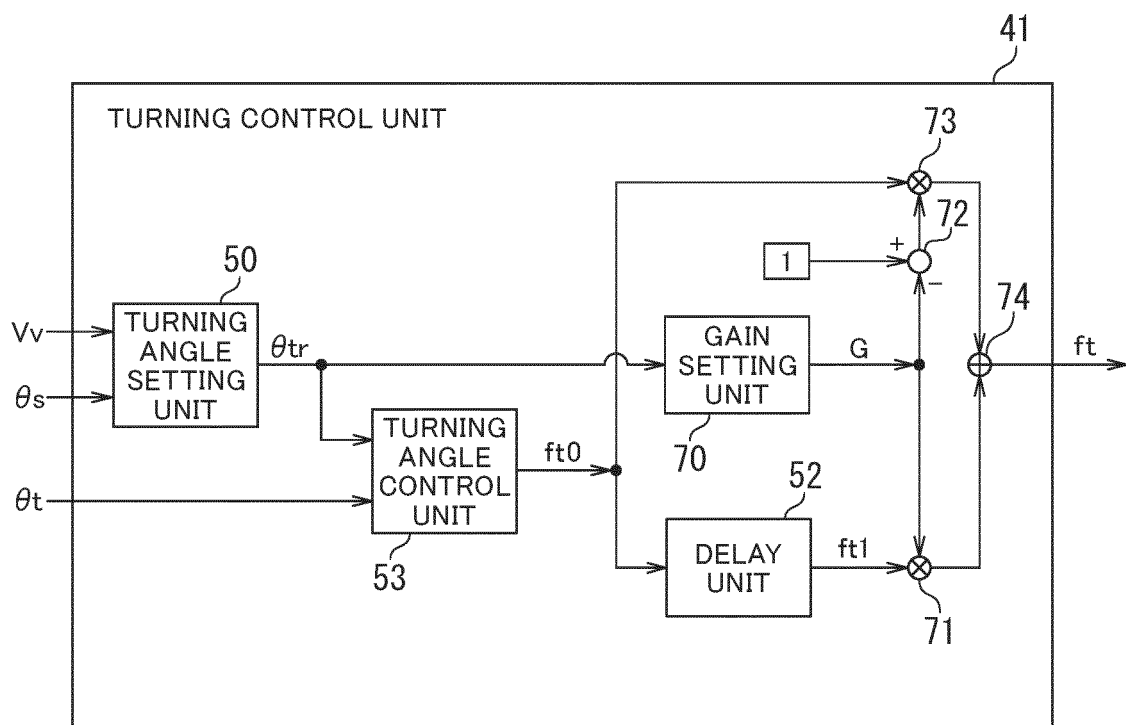 41
TURNING CONTROL UNIT
73
72
+
1
−
50
74
Vv
TURNING
ANGLE
SETTING
UNIT
θtr
GAIN
SETTING
UNIT
G
ft
θs
70
TURNING
ANGLE
CONTROL
UNIT
ft0
52
θt
DELAY
UNIT
ft1
53
71